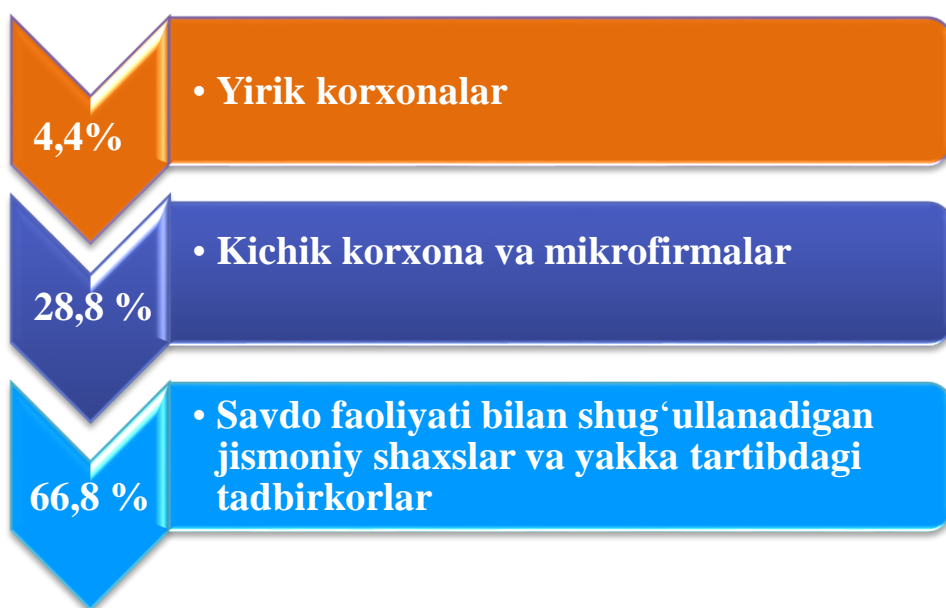 4,4%
• Yirik korxonalar
28,8 %
• Kichik korxona va mikrofirmalar
66,8 %
• Savdo faoliyati bilan shug‘ullanadigan
jismoniy shaxslar va yakka tartibdagi
tadbirkorlar